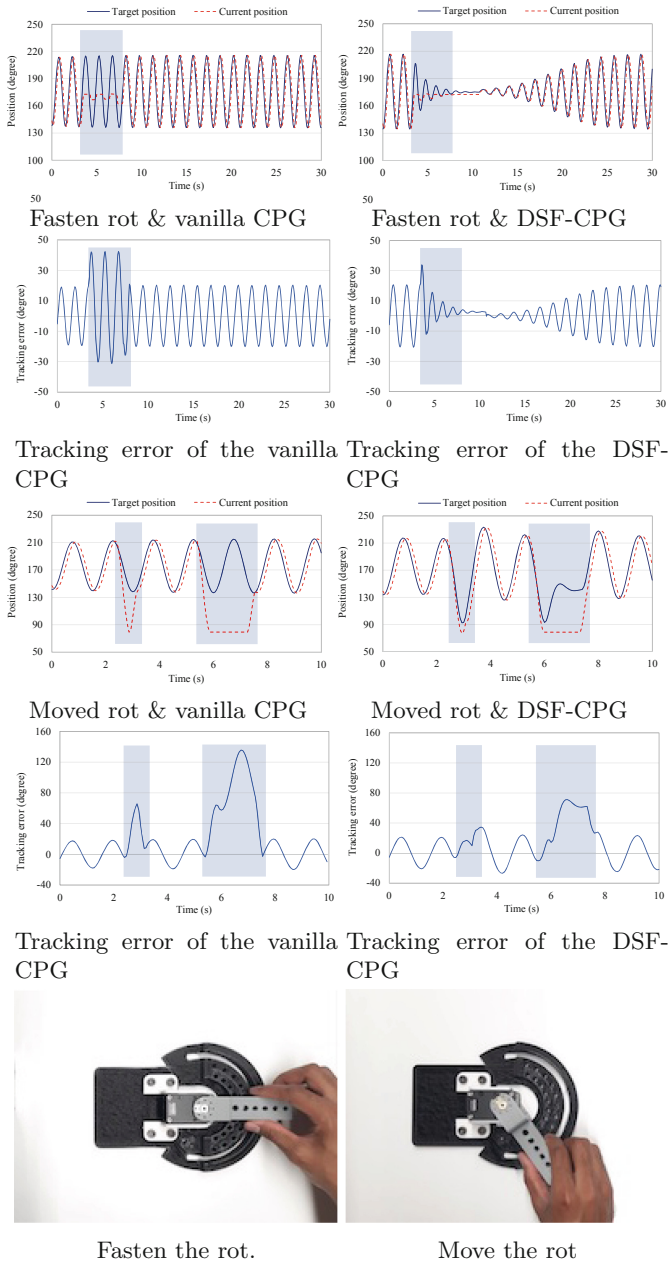 Target position Current position Target position Current position
250 250
220 220
190 190
160 160
130 130
100 100
0 5 10 15 20 25 30 0 5 10 15 20 25 30
Position (degree) Position (degree)
Time (s) Time (s)
50 50
Fasten rot & vanilla CPG Fasten rot & DSF-CPG
50 50
30 30
10 10
-10 -10
-30 -30
-50 -50
0 5 10 15 20 25 30 0 5 10 15 20 25 30
Tracking error (degree) Tracking error (degree)
Time (s) Time (s)
Tracking error of the vanilla Tracking error of the DSF-
CPG CPG
Target position Current position Target position Current position
250 250
210 210
170 170
130 130
90 90
50 50
0 2 4 6 8 10 0 2 4 6 8 10
Position (degree) Position (degree)
Time (s) Time (s)
Moved rot & vanilla CPG Moved rot & DSF-CPG
160 160
120 120
80 80
40 40
0 0
-40 -40
0 2 4 6 8 10 0 2 4 6 8 10
Tracking error (degree) Tracking error (degree)
Time (s) Time (s)
Tracking error of the vanilla Tracking error of the DSF-
CPG CPG
Fasten the rot. Move the rot